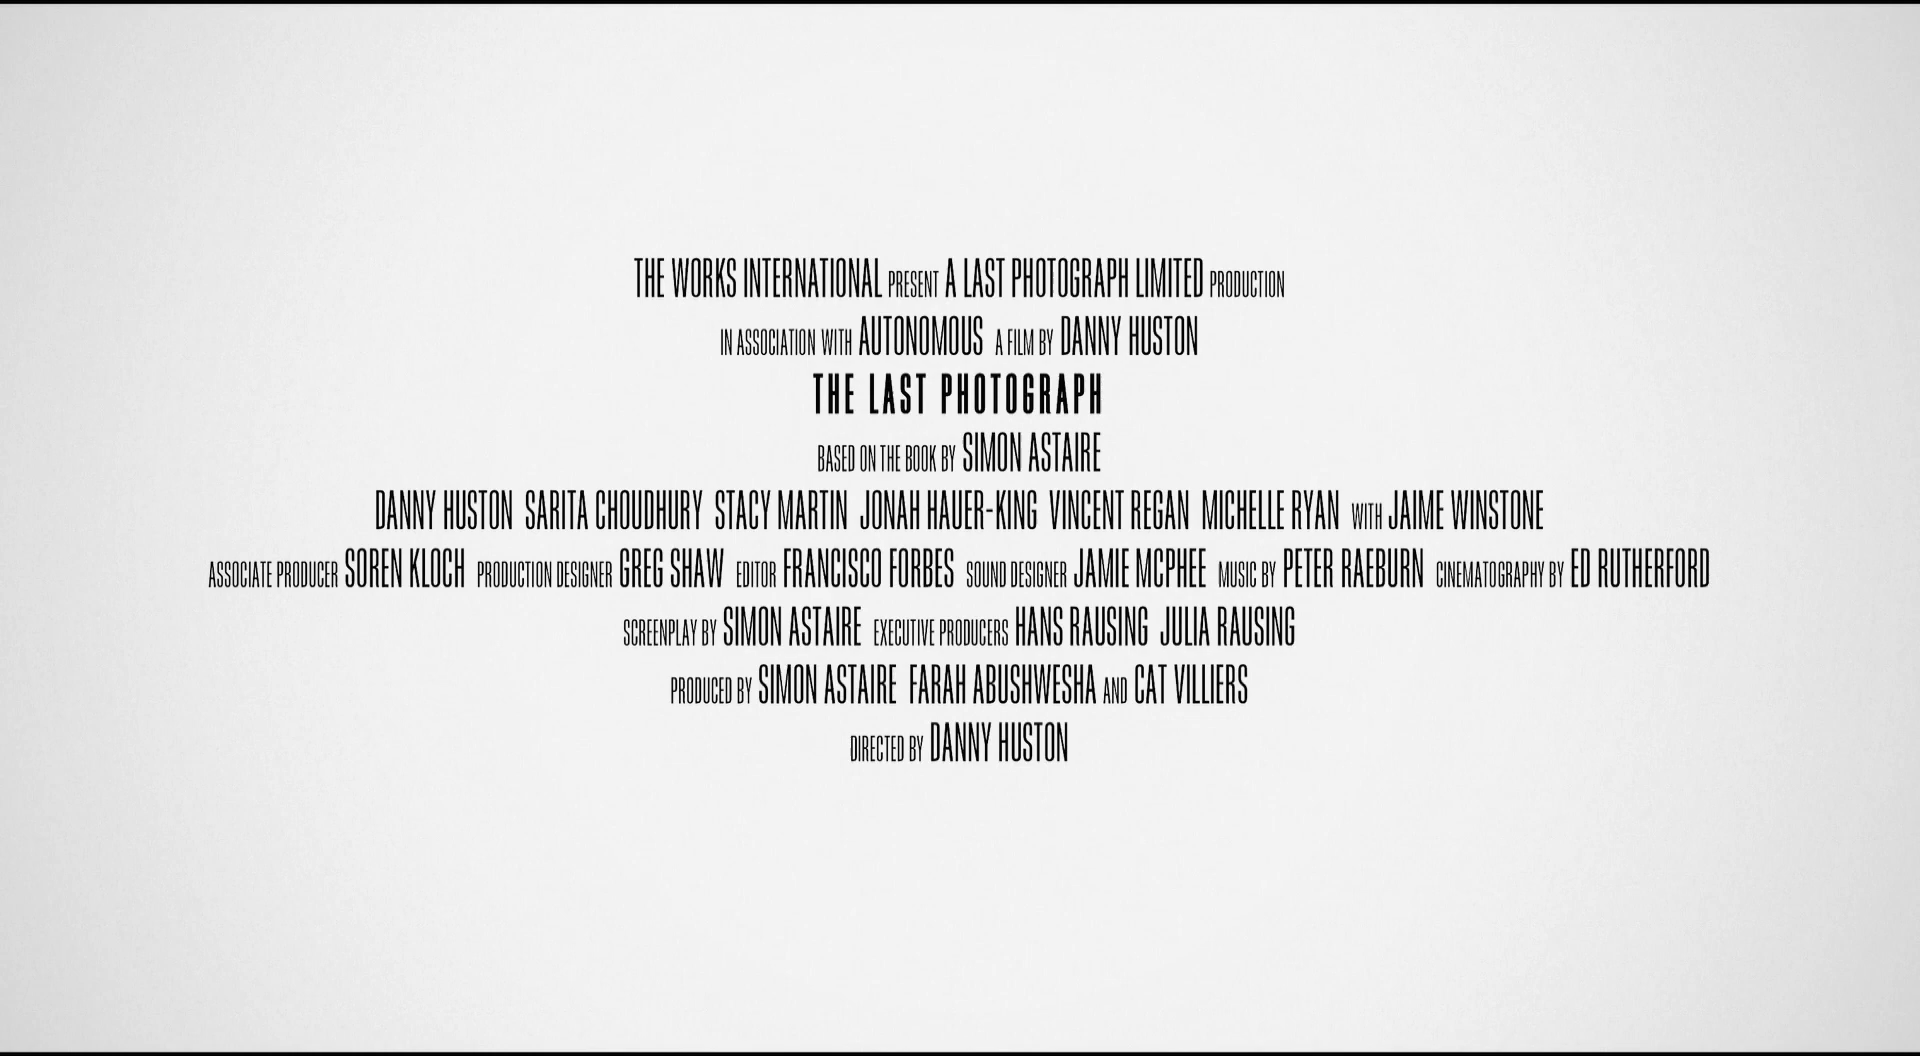 THE WORKS INTERNATIONAL PRESENT A LAST PHOTOGRAPH LIMITED PRODUCTION
IN ASSOCIATION WITH AUTONOMOUS A FILM BY DANNY HUSTON
THE LAST PHOTOGRAPH
BASED ON THE BOOK BY SIMON ASTAIRE
DANNY HUSTON SARITA CHOUDHURY STACY MARTIN JONAH HAUER-KING VINCENT REGAN MICHELLE RYAN WITH JAIME WINSTONE
ASSOCIATE PRODUCER SOREN KLOCH PRODUCTION DESIGNER GREG SHAW EDITOR FRANCISCO FORBES SOUND DESIGNER JAMIE MCPHEE MUSIC BY PETER RAEBURN CINEMATOGRAPHY BY ED RUTHERFORD
SCREENPLAY BY SIMON ASTAIRE EXECUTIVE PRODUCERS HANS RAUSING JULIA RAUSING
PRODUCED BY SIMON ASTAIRE FARAH ABUSHWESHA AND CAT VILLIERS
DIRECTED BY DANNY HUSTON